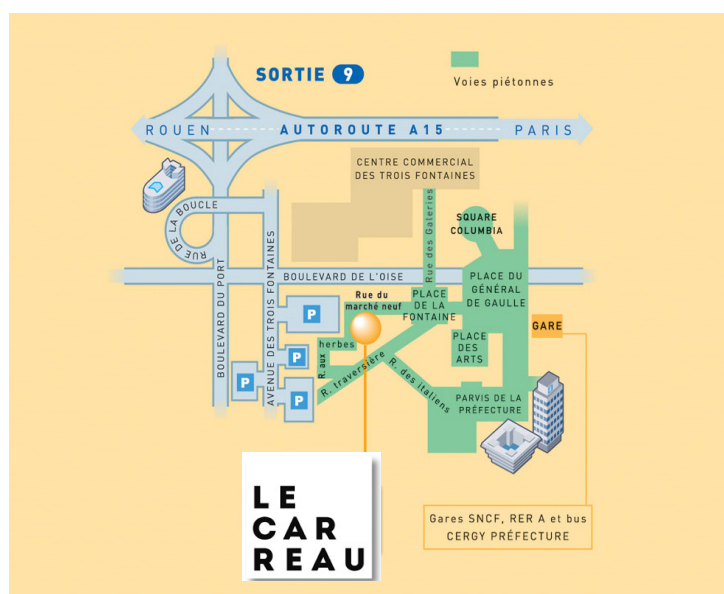 SORTIE 9
Voies piétonnes
ROUEN
AUTOROUTE A15
PARIS
CENTRE COMMERCIAL
DES TROIS FONTAINES
RUE DE LA BOUCLE
Rue des Galeries
SQUARE
COLUMBIA
BOULEVARD DU PORT
AVENUE DES TROIS FONTAINES
BOULEVARD DE L'OISE
PLACE DU
GÉNÉRAL
DE GAULLE
Rue du
marché neuf
PLACE
DE LA
FONTAINE
P
GARE
herbes
R. aux
PLACE
DES
ARTS
P
R. traversière
R. des italiens
P
P
PARVIS DE LA
PRÉFECTURE
LE
CAR
REAU
Gares SNCF, RER A et bus
CERGY PRÉFECTURE